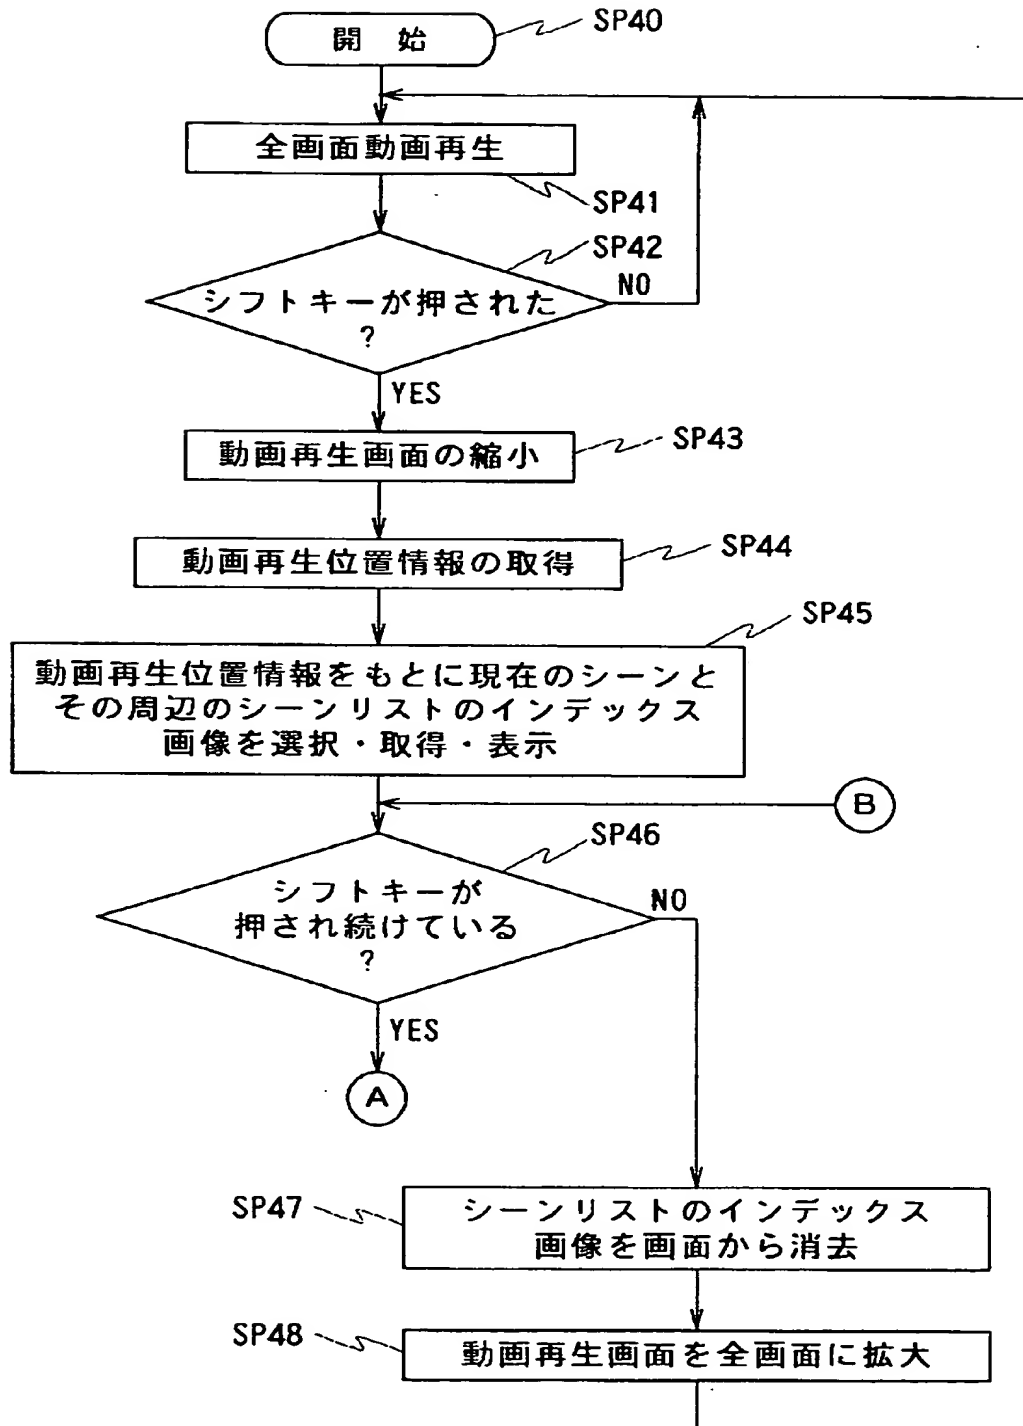 開 始
SP40
全画面動画再生
SP41
SP42
シフトキーが押された
?
NO
YES
動画再生画面の縮小
SP43
動画再生位置情報の取得
SP44
SP45
動画再生位置情報をもとに現在のシーンと
その周辺のシーンリストのインデックス
画像を選択・取得・表示
B
SP46
シフトキーが
押され続けている
?
NO
YES
A
SP47
シーンリストのインデックス
画像を画面から消去
SP48
動画再生画面を全画面に拡大